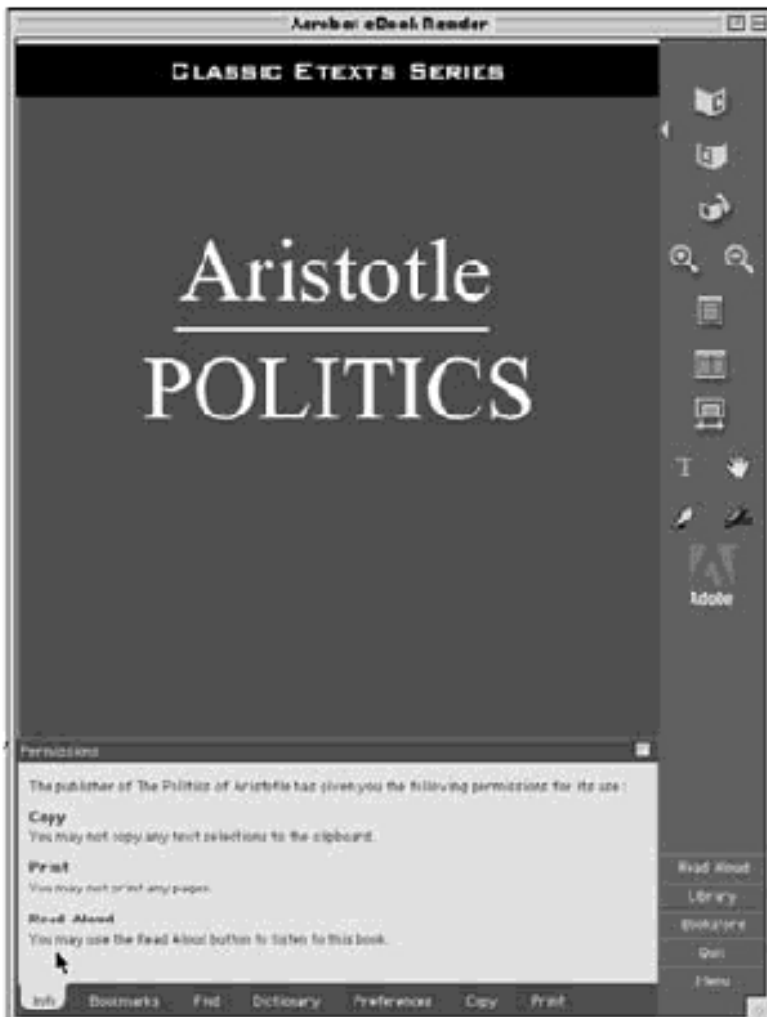 Acrobat eBook Reader
CLASSIC ETEXTS SERIES
Aristotle
POLITICS
T
Adobe
Permissions
The publisher of The Politics of Aristotle has given you the following permissions for its use:
Copy
You may not copy any text selections to the clipboard.
Print
You may not print any pages.
Read Aloud
You may use the Read Aloud button to listen to this book.
Read Aloud
Library
Bookstore
Quit
Menu
Info Bookmarks Find Dictionary Preferences Copy Print